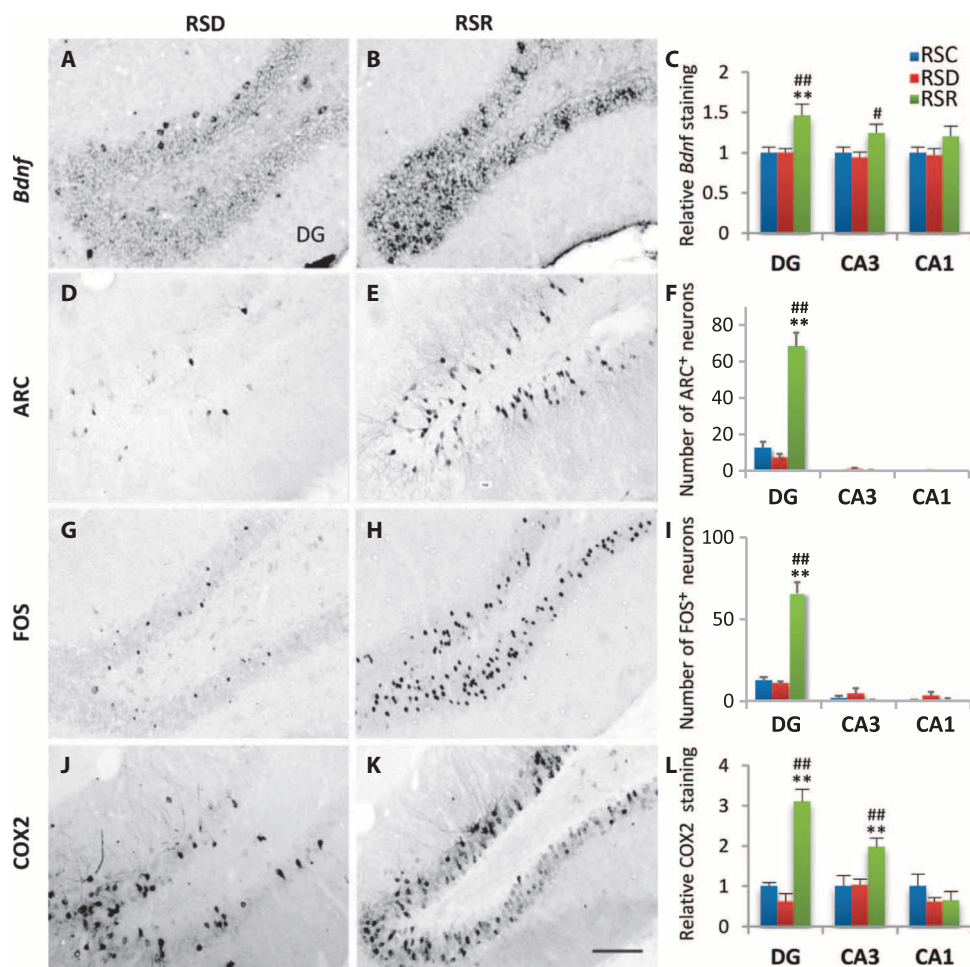 RSD
RSR
Bdnf
ARC
FOS
COX2
A
DG
B
C
RSC
RSD
RSR
Relative Bdnf staining
2
1.5
1
0.5
0
##
**
#
DG CA3 CA1
D
E
F
Number of ARC+ neurons
80
60
40
20
0
##
**
DG CA3 CA1
G
H
I
Number of FOS+ neurons
100
50
0
##
**
DG CA3 CA1
J
K
L
Relative COX2 staining
4
3
2
1
0
##
**
##
**
DG CA3 CA1